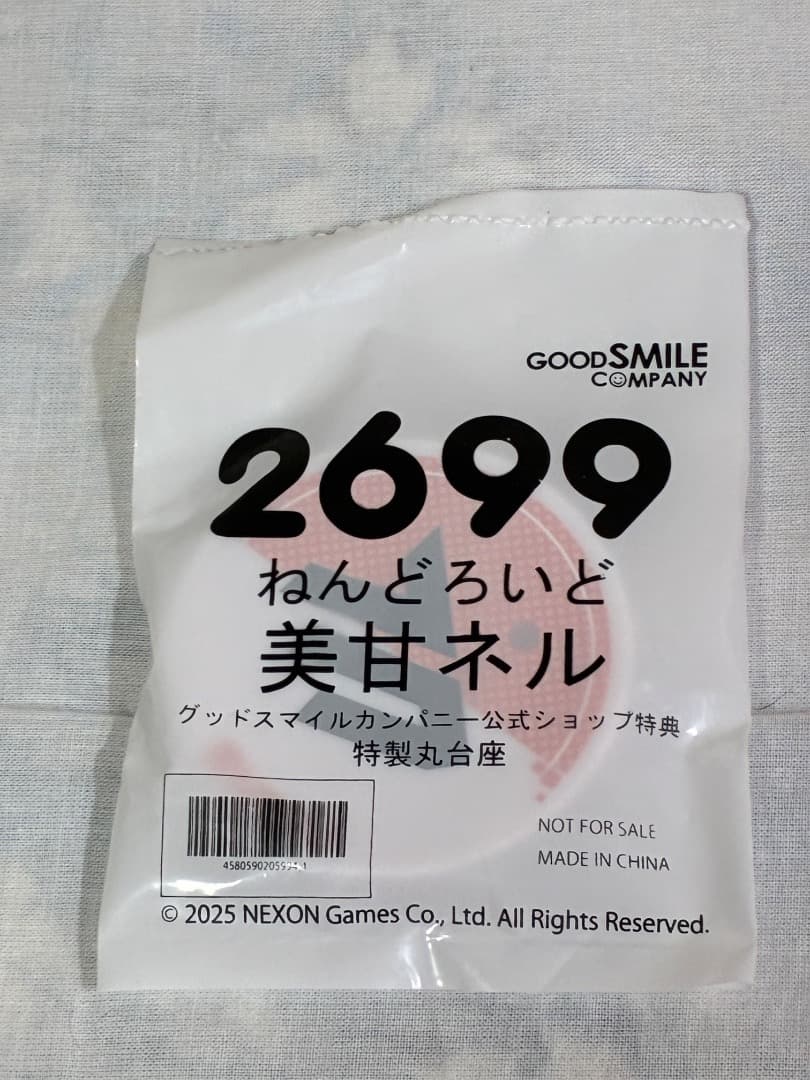 GOOD SMILE
COMPANY
2699
ねんどろいど
美甘ネル
グッドスマイルカンパニー公式ショップ特典
特製丸台座
NOT FOR SALE
MADE IN CHINA
© 2025 NEXON Games Co., Ltd. All Rights Reserved.